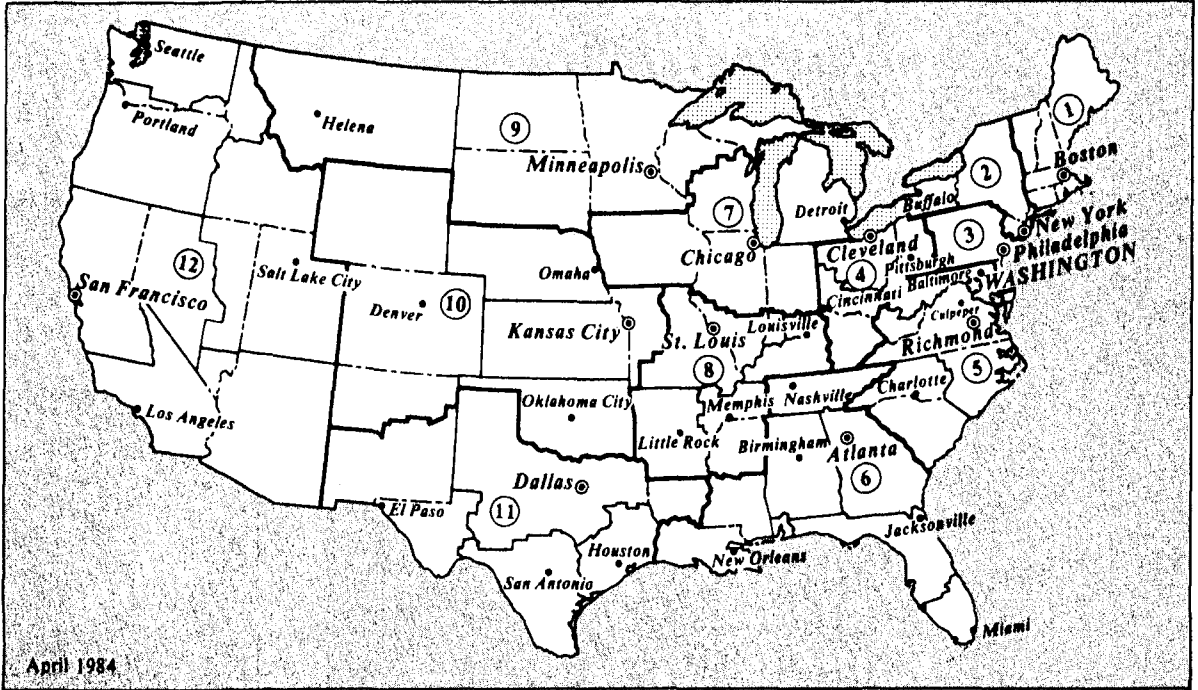 Seattle
Portland
Helena
9
Minneapolis
1
Boston
2
Buffalo
New York
Philadelphia
WASHINGTON
7
Detroit
3
Chicago
Cleveland
4
Pittsburgh
Baltimore
Cincinnati
12
Salt Lake City
San Francisco
Omaha
Denver
10
Kansas City
St. Louis
Louisville
8
Culpeper
Richmond
5
Charlotte
Los Angeles
Oklahoma City
Memphis
Nashville
Little Rock
Birmingham
Atlanta
6
Dallas
11
El Paso
Houston
San Antonio
New Orleans
Jacksonville
Miami
April 1984